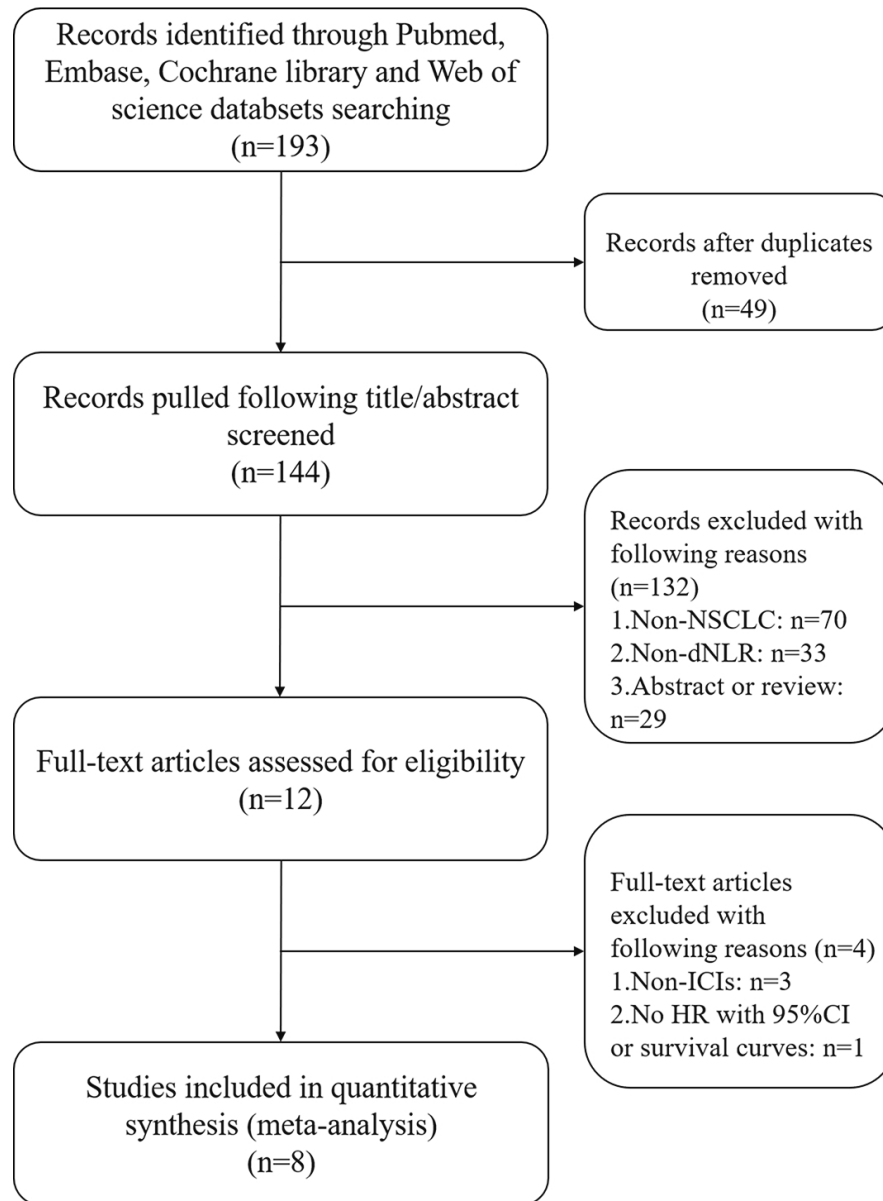 Records identified through Pubmed,
Embase, Cochrane library and Web of
science databsets searching
(n=193)
Records after duplicates
removed
(n=49)
Records pulled following title/abstract
screened
(n=144)
Records excluded with
following reasons
(n=132)
1.Non-NSCLC: n=70
2.Non-dNLR: n=33
3.Abstract or review:
n=29
Full-text articles assessed for eligibility
(n=12)
Full-text articles
excluded with
following reasons (n=4)
1.Non-ICIs: n=3
2.No HR with 95%CI
or survival curves: n=1
Studies included in quantitative
synthesis (meta-analysis)
(n=8)